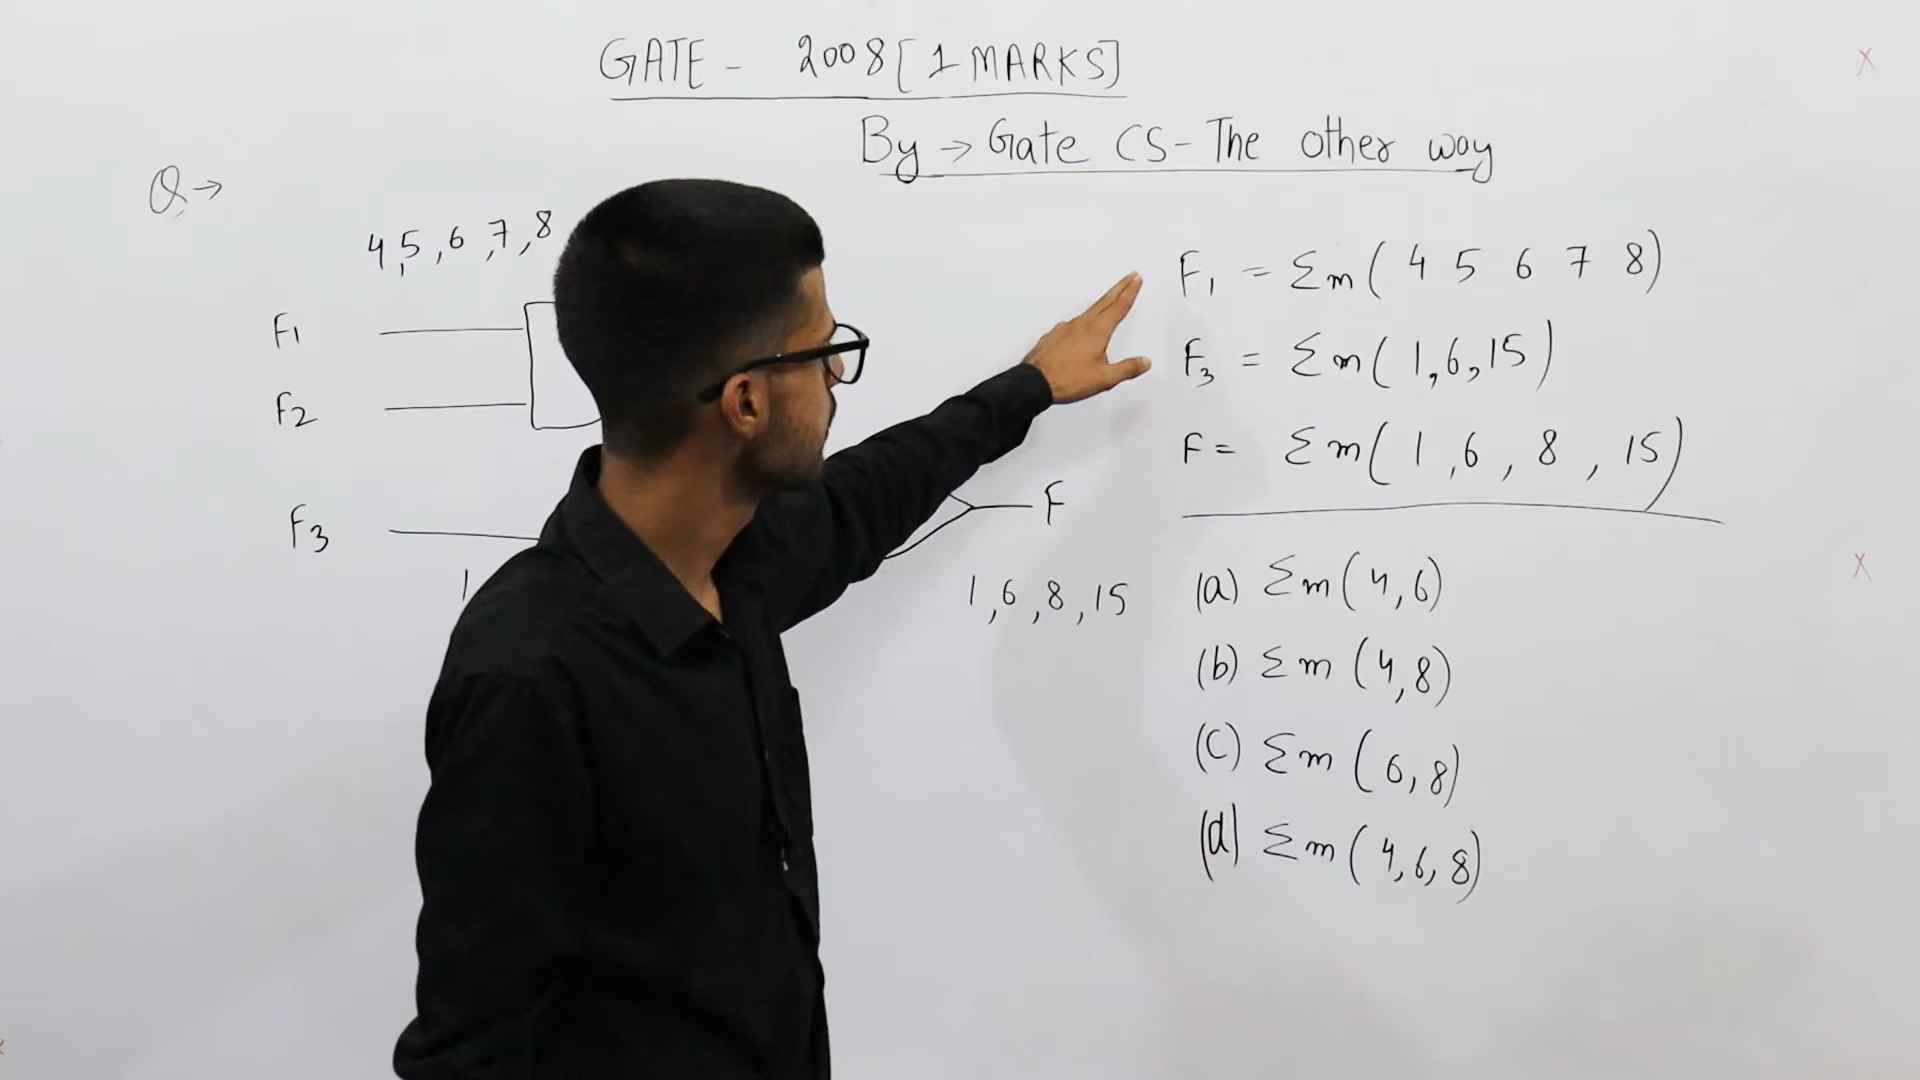 GATE - 2008 [1 MARKS]
By → Gate CS - The other way
Q →
4,5,6,7,8
F1
F2
F3
1
F
1,6,8,15
F1 = Σm( 4 5 6 7 8)
F3 = Σm( 1,6,15)
F = Σm( 1,6,8,15)
(a) Σm(4,6)
(b) Σm (4,8)
(c) Σm (6,8)
(d) Σm (4,6,8)